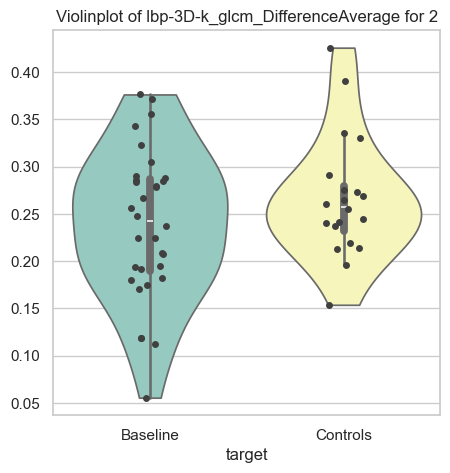 Violinplot of lbp-3D-k_glcm_DifferenceAverage for 2
0.40
0.35
0.30
0.25
0.20
0.15
0.10
0.05
Baseline
Controls
target